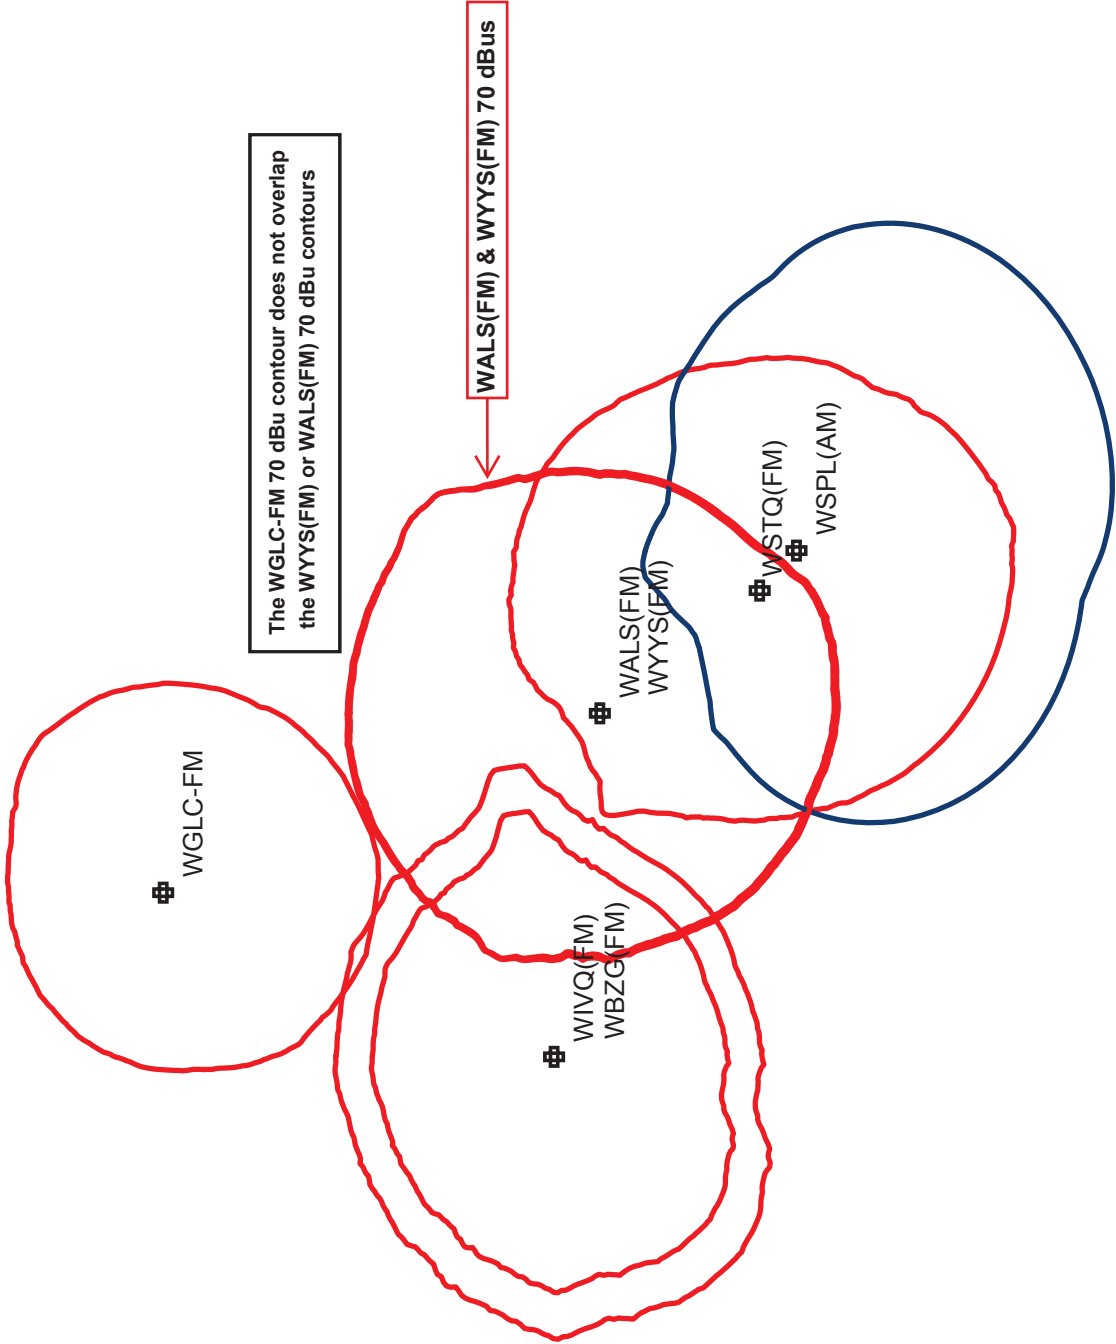 The WGLC-FM 70 dBu contour does not overlap
the WYYS(FM) or WALS(FM) 70 dBu contours
WALS(FM) & WYYS(FM) 70 dBus
WGLC-FM
WALS(FM)
WYYS(FM)
WSTQ(FM)
WSPL(AM)
WIVQ(FM)
WBZG(FM)